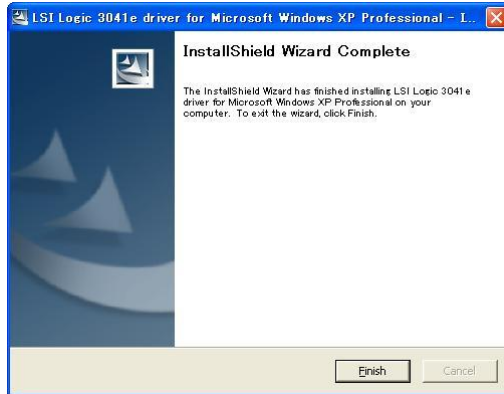 LSI Logic 3041e driver for Microsoft Windows XP Professional - I...
InstallShield Wizard Complete
The InstallShield Wizard has finished installing LSI Logic 3041e
driver for Microsoft Windows XP Professional on your
computer. To exit the wizard, click Finish.
Finish
Cancel